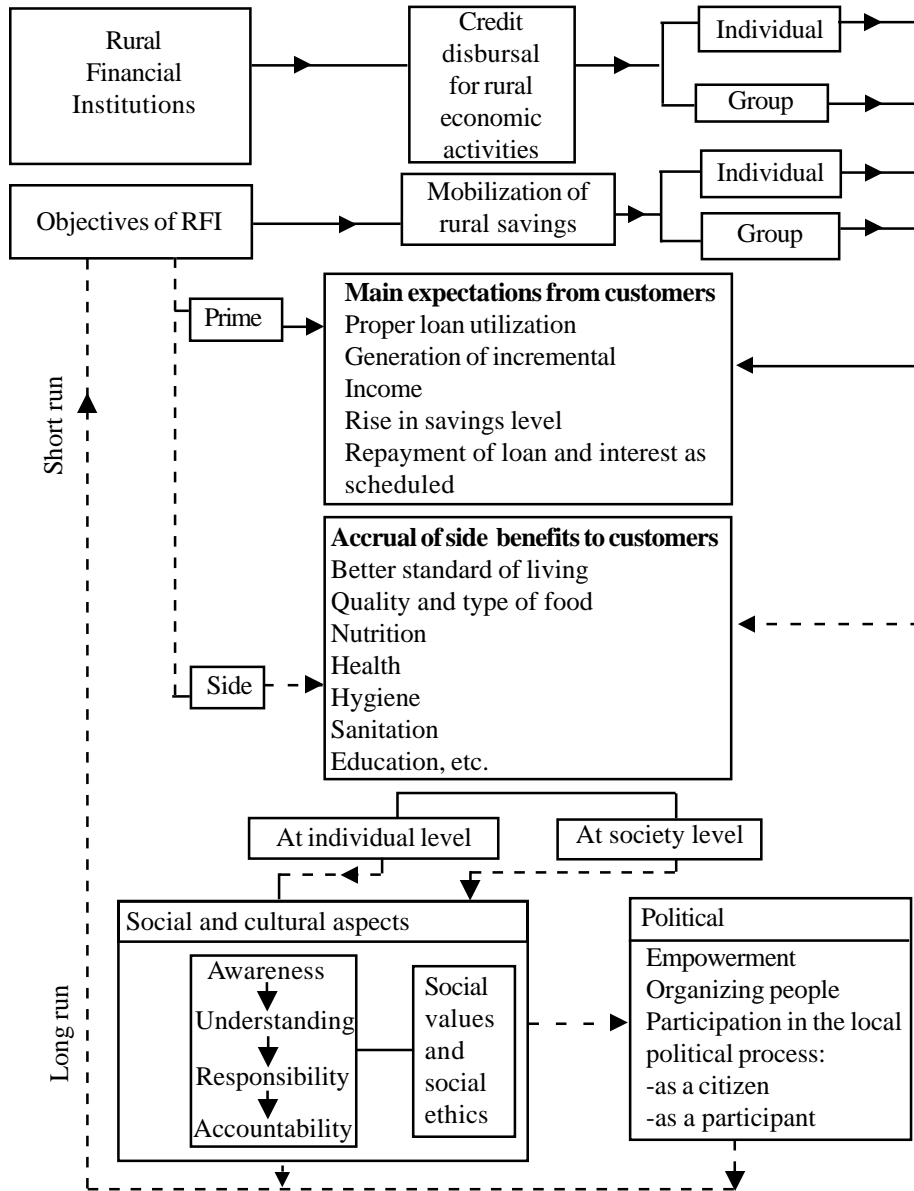 Rural
Financial
Institutions
Credit
disbursal
for rural
economic
activities
Individual
Group
Objectives of RFI
Mobilization of
rural savings
Individual
Group
Prime
Main expectations from customers
Proper loan utilization
Generation of incremental
Income
Rise in savings level
Repayment of loan and interest as
scheduled
Short run
Side
Accrual of side benefits to customers
Better standard of living
Quality and type of food
Nutrition
Health
Hygiene
Sanitation
Education, etc.
At individual level
At society level
Long run
Social and cultural aspects
Awareness
Understanding
Responsibility
Accountability
Social
values
and
social
ethics
Political
Empowerment
Organizing people
Participation in the local
political process:
-as a citizen
-as a participant